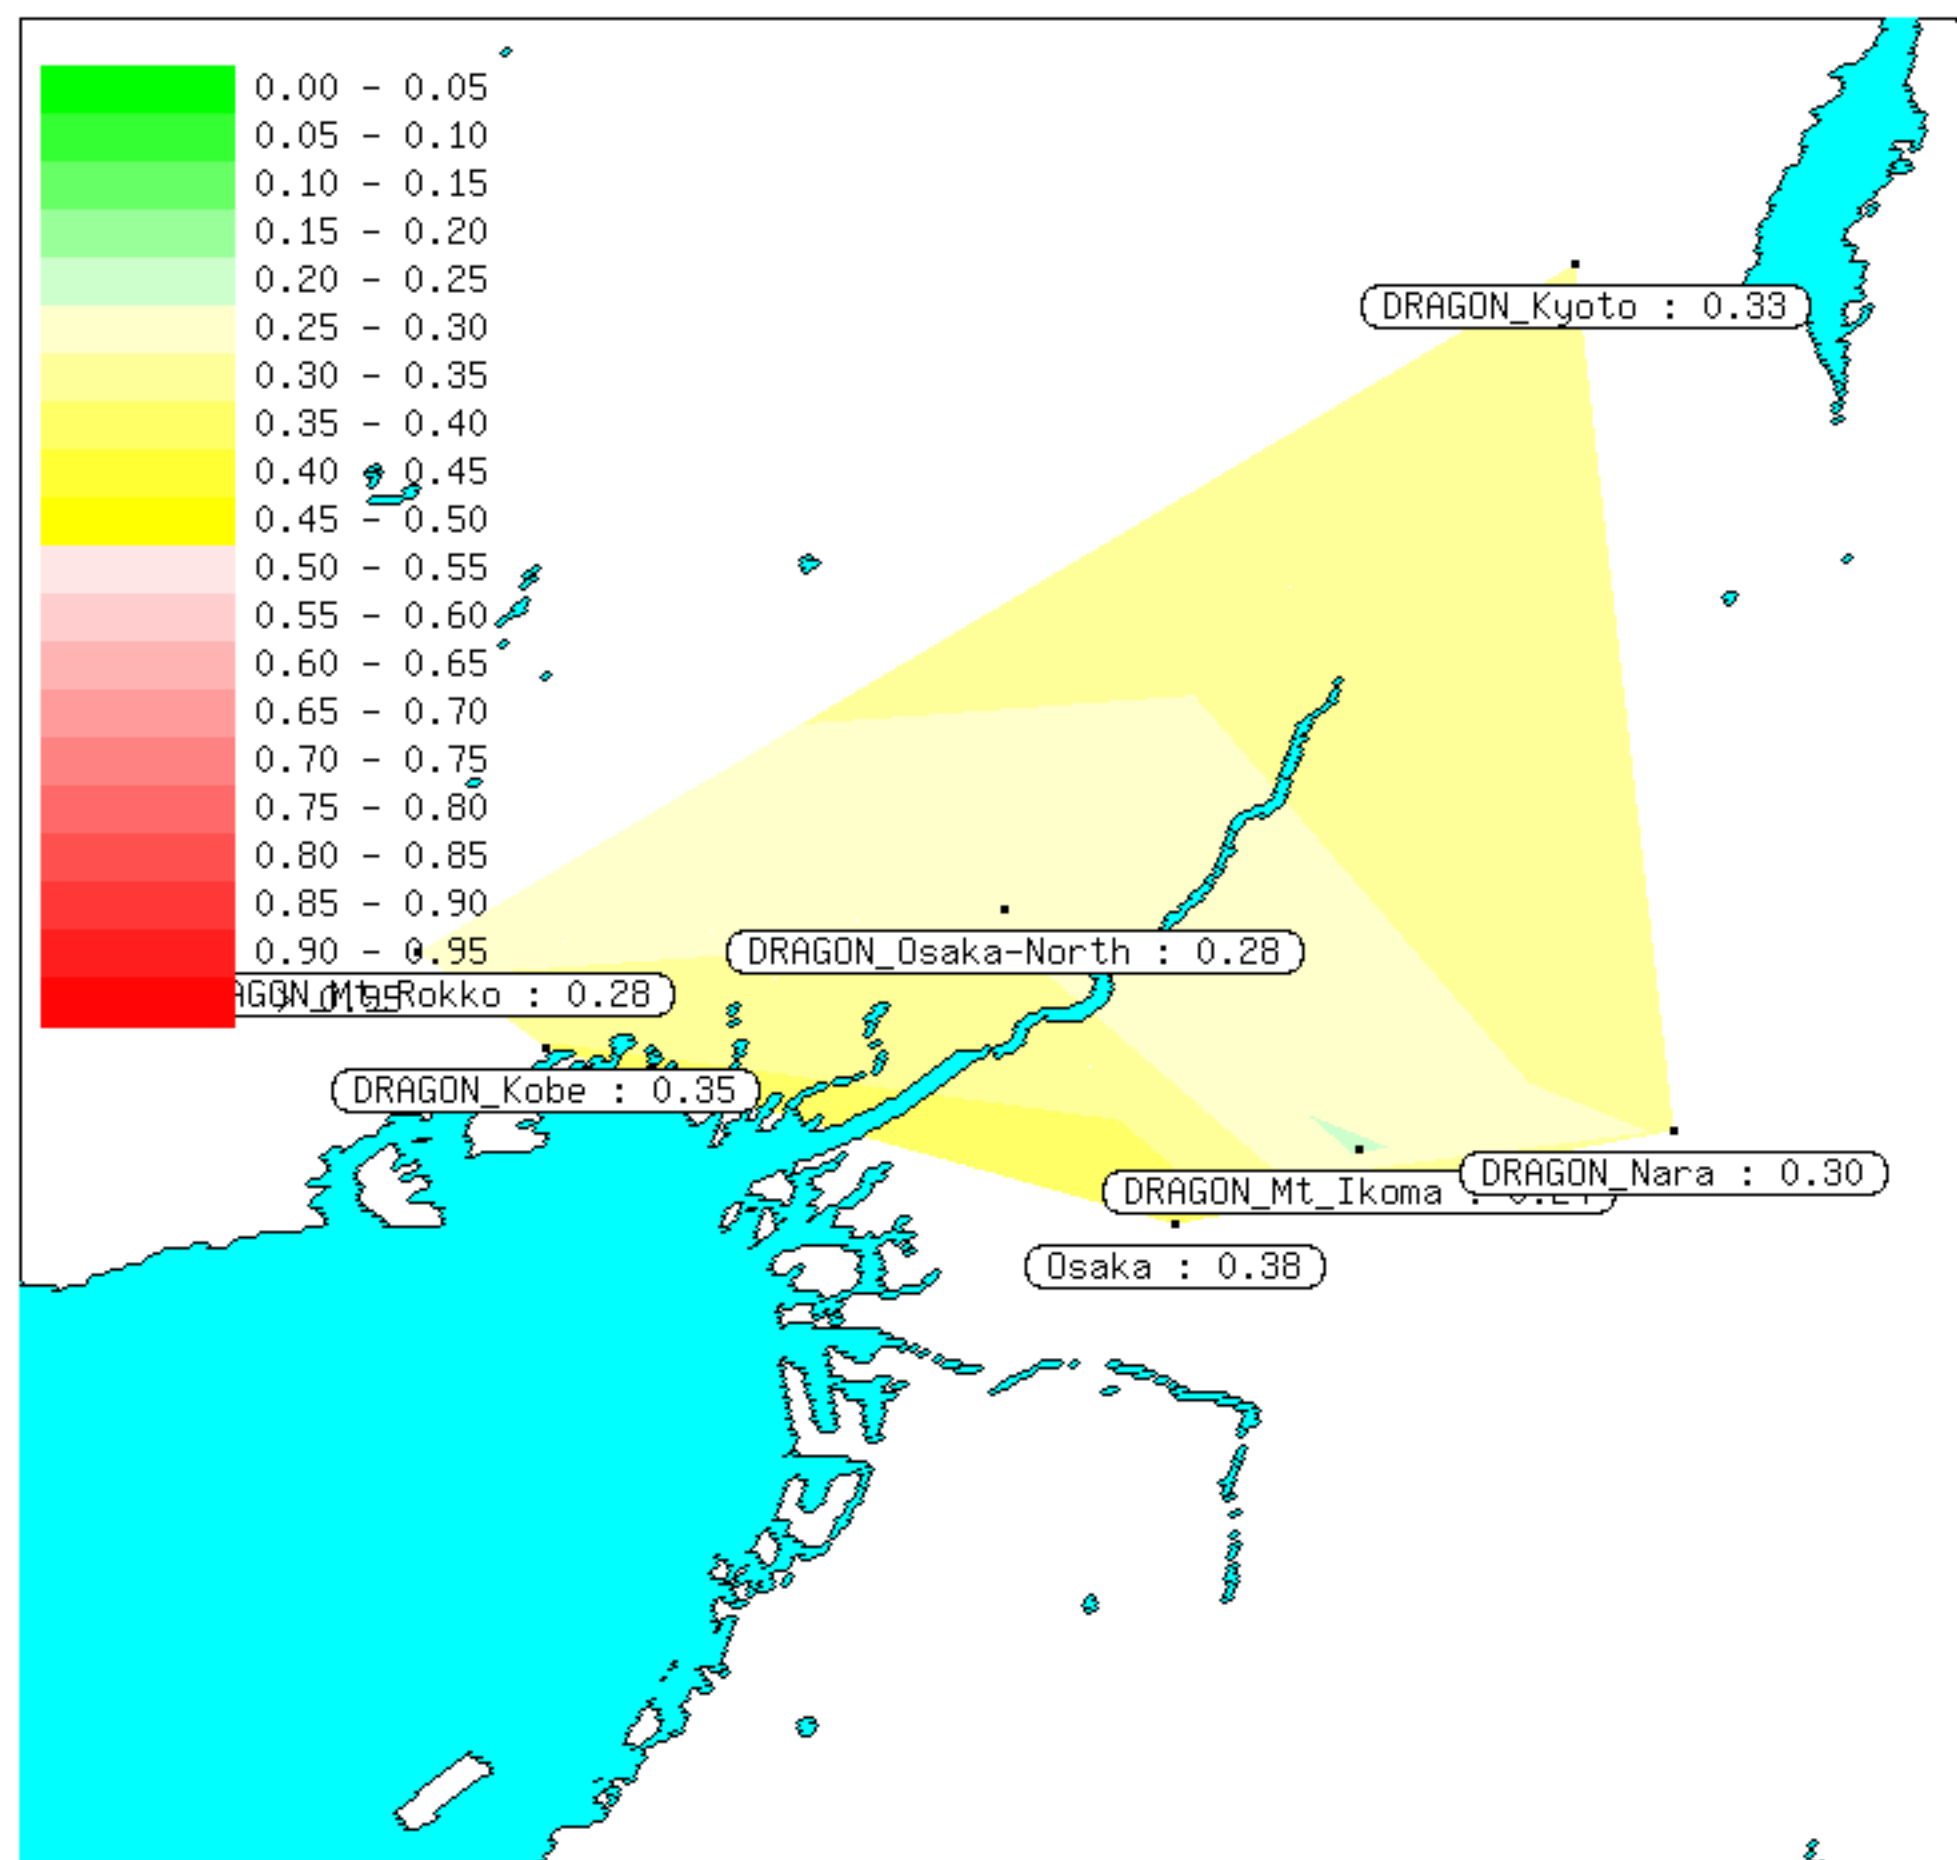 0.00 - 0.05
0.05 - 0.10
0.10 - 0.15
0.15 - 0.20
0.20 - 0.25
0.25 - 0.30
0.30 - 0.35
0.35 - 0.40
0.40 - 0.45
0.45 - 0.50
0.50 - 0.55
0.55 - 0.60
0.60 - 0.65
0.65 - 0.70
0.70 - 0.75
0.75 - 0.80
0.80 - 0.85
0.85 - 0.90
0.90 - 0.95
> 0.95
DRAGON_Kyoto : 0.33
DRAGON_Osaka-North : 0.28
AGON_Mt_Rokko : 0.28
DRAGON_Kobe : 0.35
DRAGON_Nara : 0.30
DRAGON_Mt_Ikoma :
Osaka : 0.38